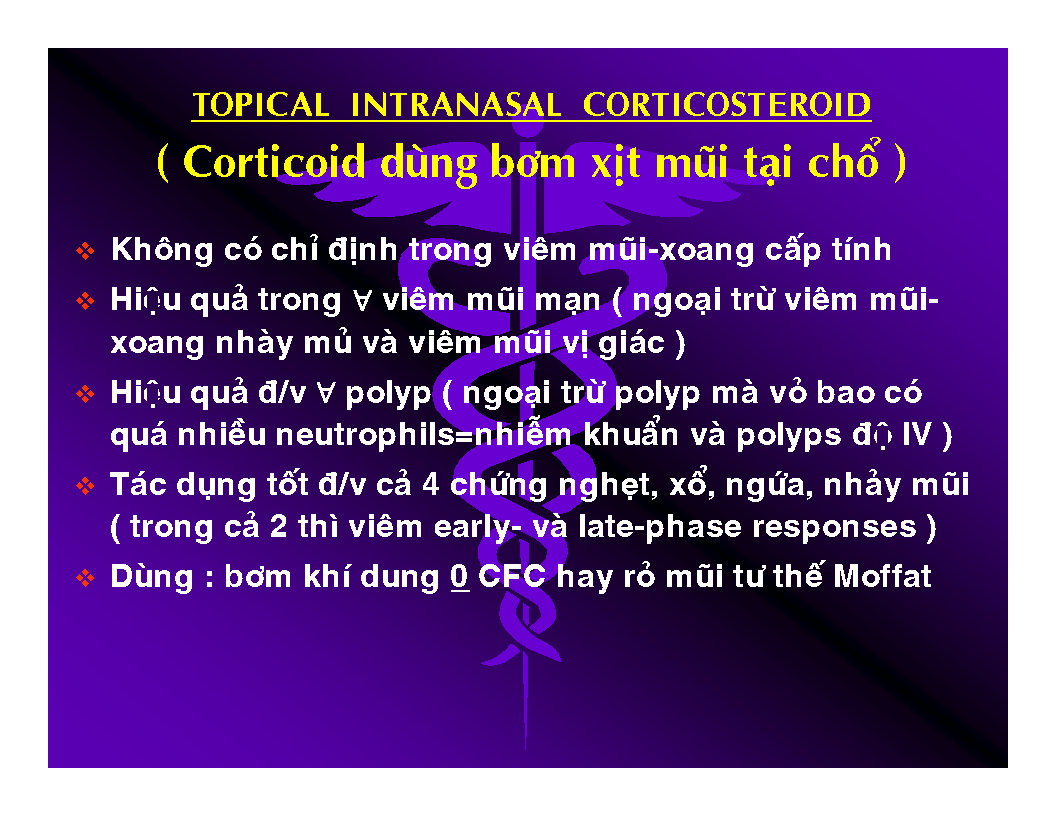 TOPICAL INTRANASAL CORTICOSTEROID
( Corticoid dùng bơm xịt mũi tại chổ )
❖ Không có chỉ định trong viêm mũi-xoang cấp tính
❖ Hiệu quả trong ∀ viêm mũi mạn ( ngoại trừ viêm mũi-
xoang nhày mủ và viêm mũi vị giác )
❖ Hiệu quả đ/v ∀ polyp ( ngoại trừ polyp mà vỏ bao có
quá nhiều neutrophils=nhiễm khuẩn và polyps độ IV )
❖ Tác dụng tốt đ/v cả 4 chứng nghẹt, xổ, ngứa, nhảy mũi
( trong cả 2 thì viêm early- và late-phase responses )
❖ Dùng : bơm khí dung 0 CFC hay rỏ mũi tư thế Moffat